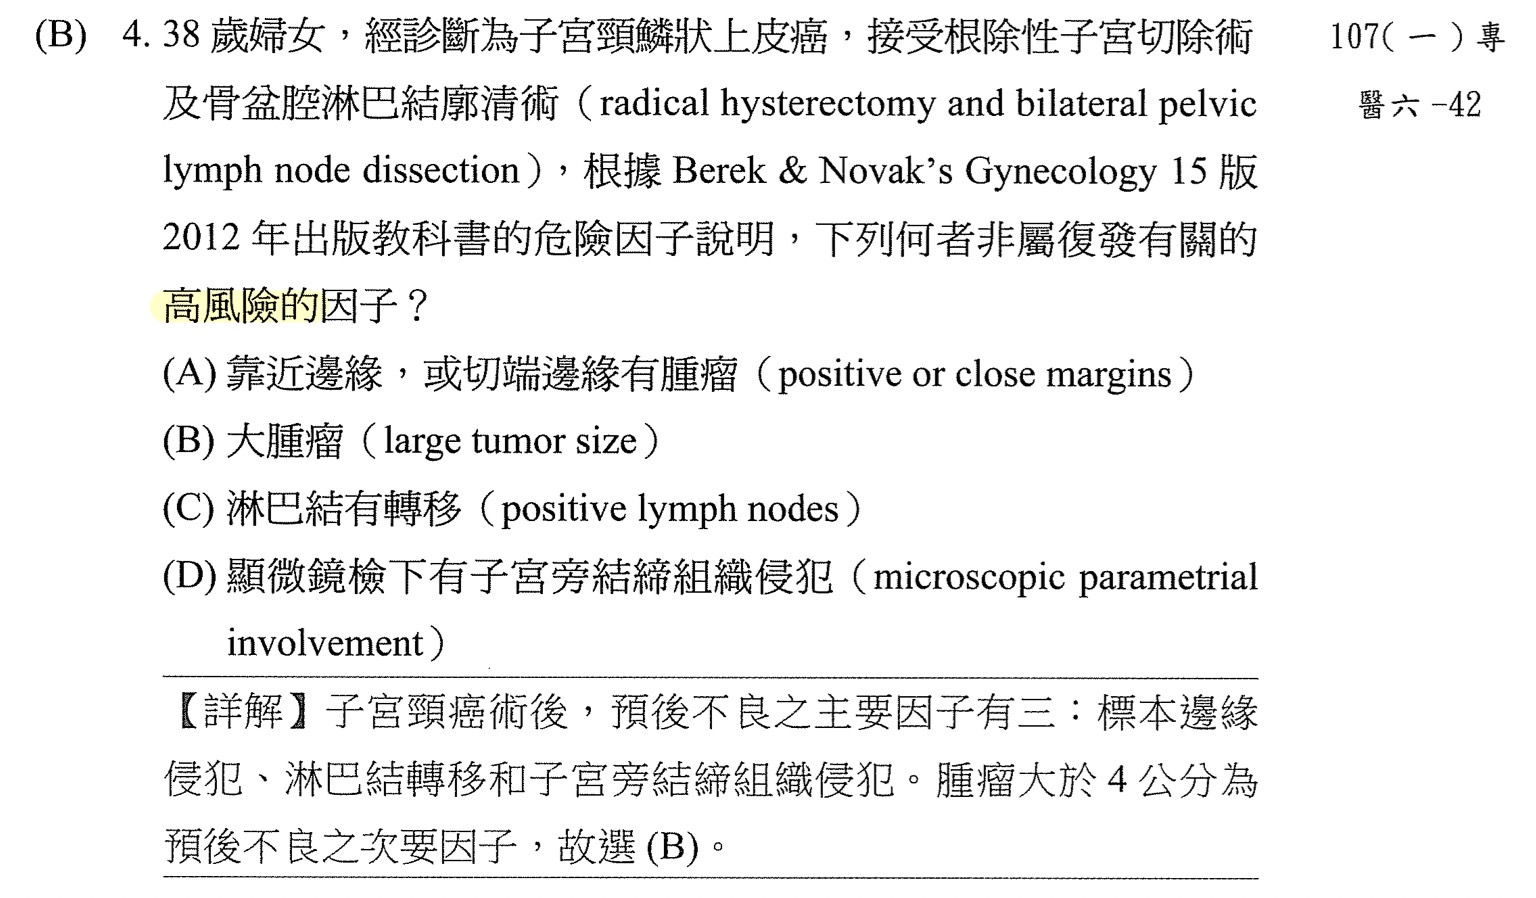 (B) 4. 38 歲婦女，經診斷為子宮頸鱗狀上皮癌，接受根除性子宮切除術 107(一)專
及骨盆腔淋巴結廓清術（radical hysterectomy and bilateral pelvic 醫六-42
lymph node dissection），根據 Berek & Novak’s Gynecology 15 版
2012 年出版教科書的危險因子說明，下列何者非屬復發有關的
高風險的因子？
(A) 靠近邊緣，或切端邊緣有腫瘤（positive or close margins）
(B) 大腫瘤（large tumor size）
(C) 淋巴結有轉移（positive lymph nodes）
(D) 顯微鏡檢下有子宮旁結締組織侵犯（microscopic parametrial
involvement）
【詳解】子宮頸癌術後，預後不良之主要因子有三：標本邊緣
侵犯、淋巴結轉移和子宮旁結締組織侵犯。腫瘤大於 4 公分為
預後不良之次要因子，故選 (B)。